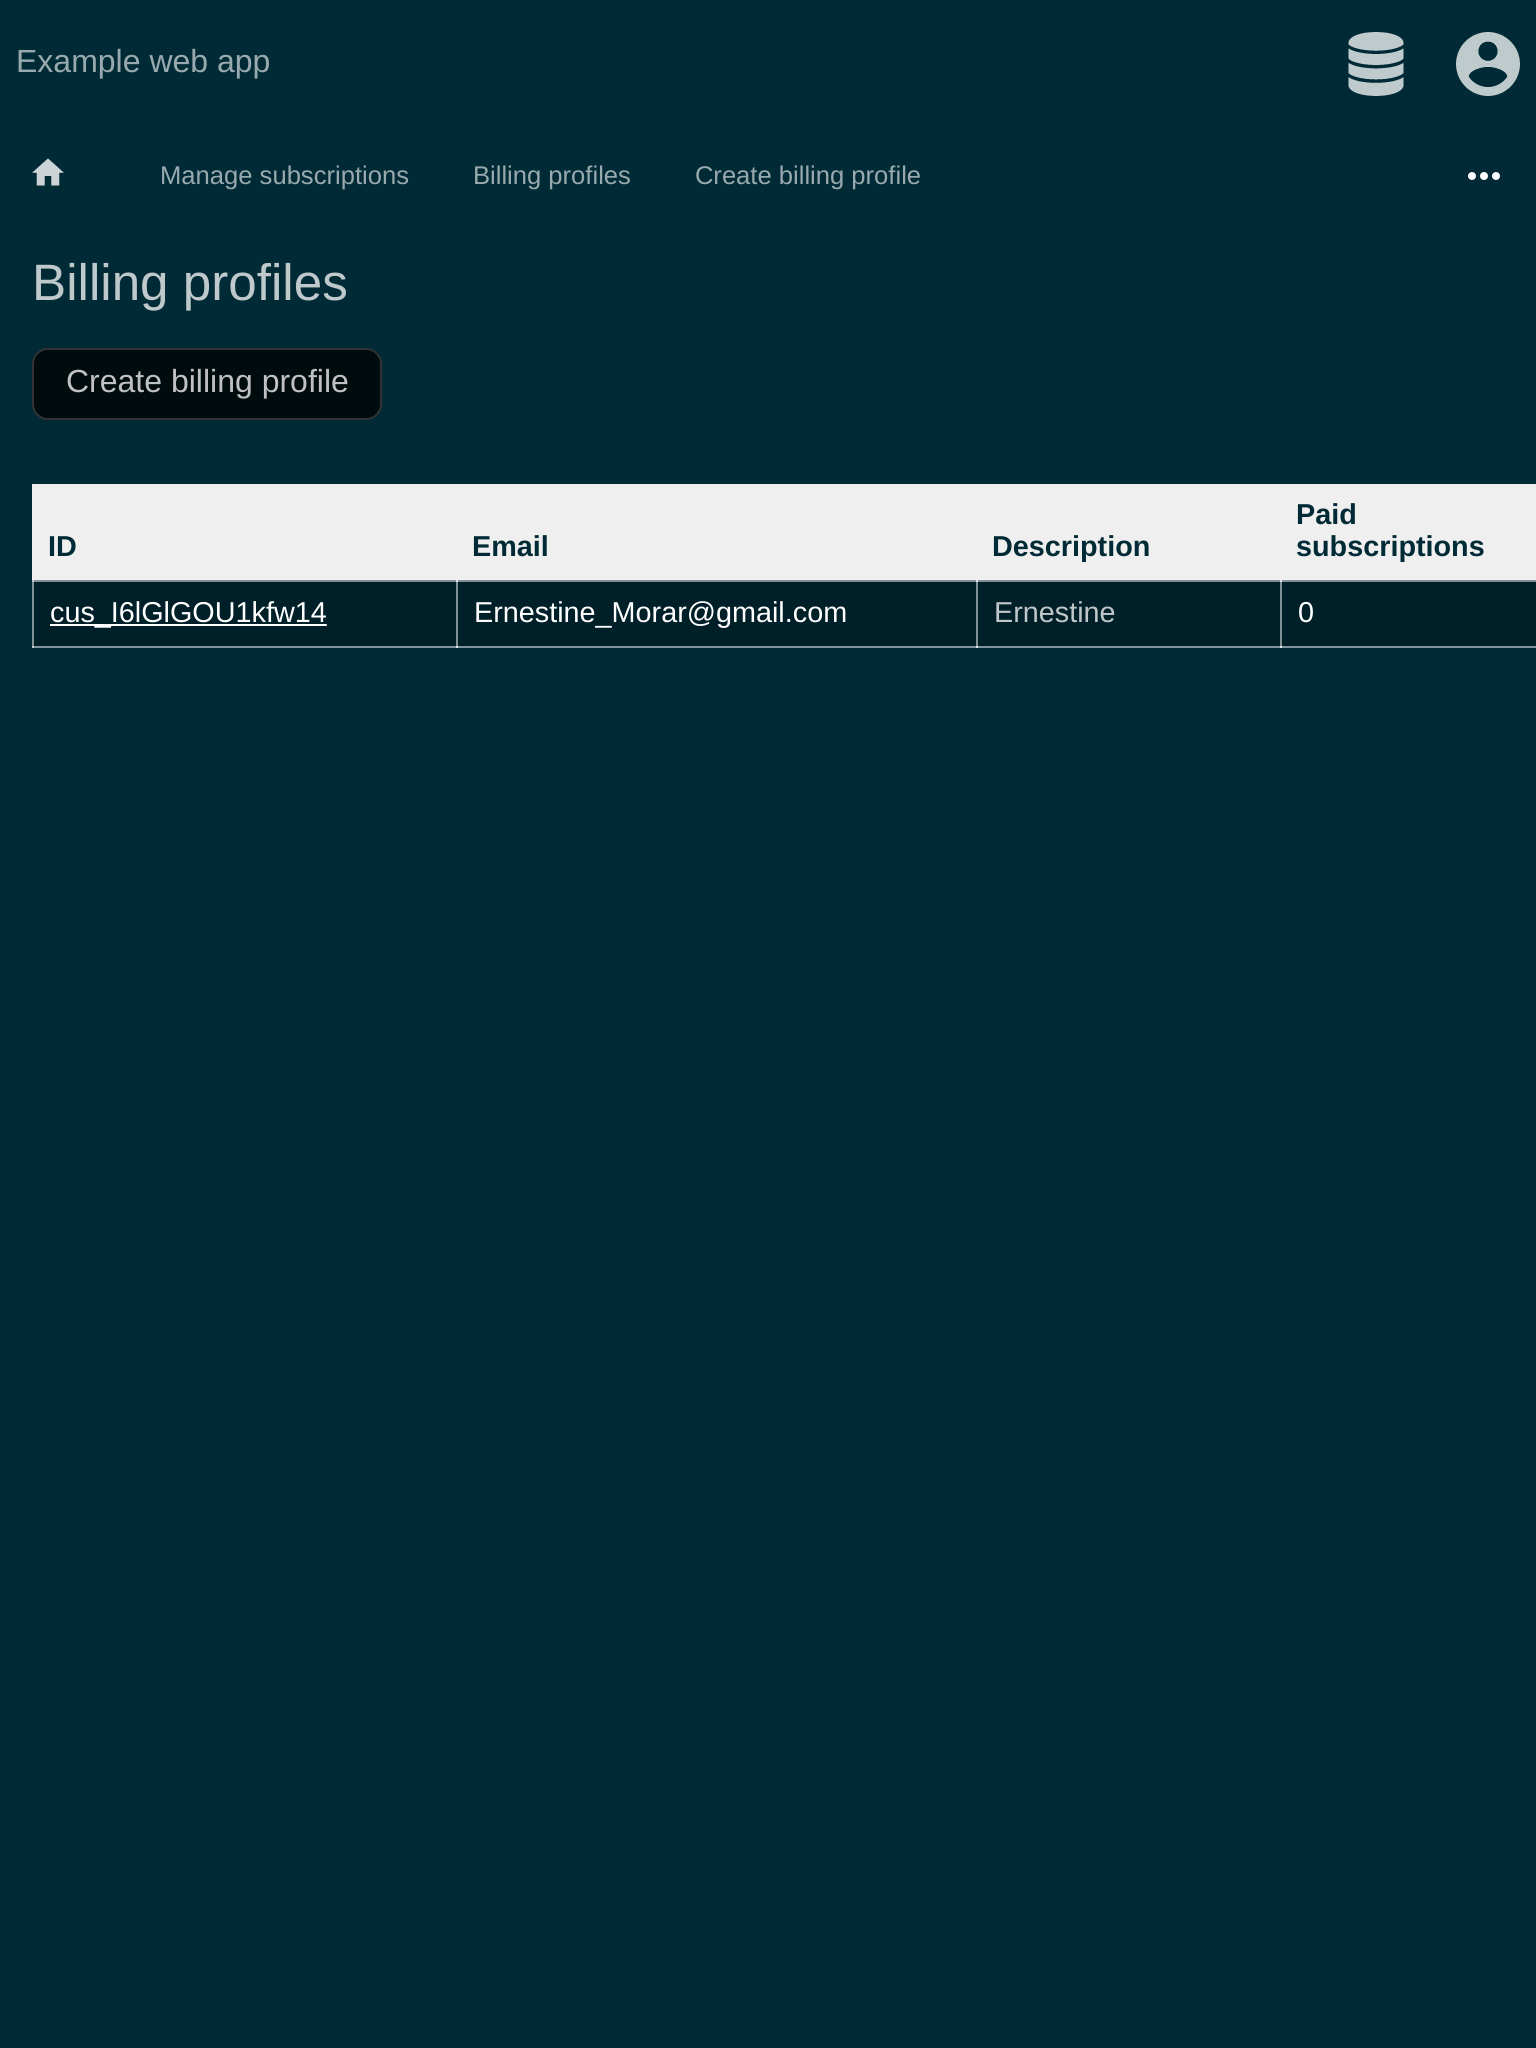 Example web app
Manage subscriptions Billing profiles Create billing profile
Billing profiles
Create billing profile
ID Email Description Paid subscriptions
cus_I6lGlGOU1kfw14 Ernestine_Morar@gmail.com Ernestine 0